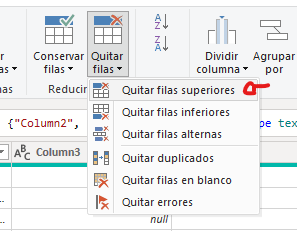 Conservar
filas
Quitar
filas
Dividir
columna
Agrupar
por
Reducir
Quitar filas superiores
Quitar filas inferiores
Quitar filas alternas
Quitar duplicados
Quitar filas en blanco
Quitar errores
{"Column2",
pe tex
ABC Column3
null